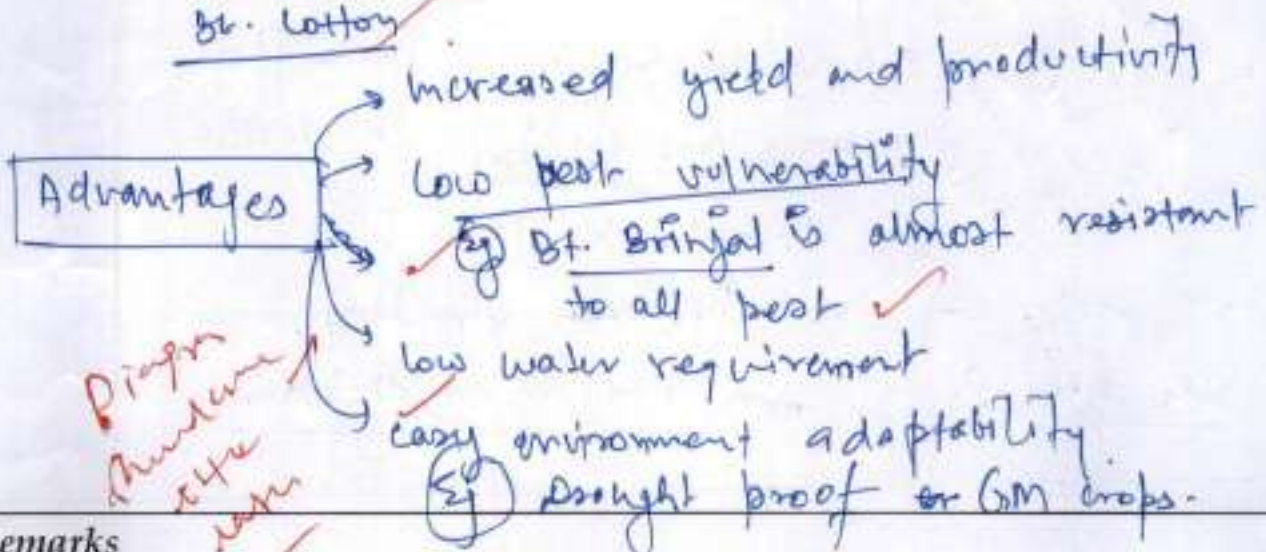 Bt. Cotton
Increased yield and productivity
Advantages
Low pest vulnerability
Eg Bt. Brinjal is almost resistant
to all pest
low water requirement
easy environment adaptability
Eg Drought proof or GM crops.
emarks